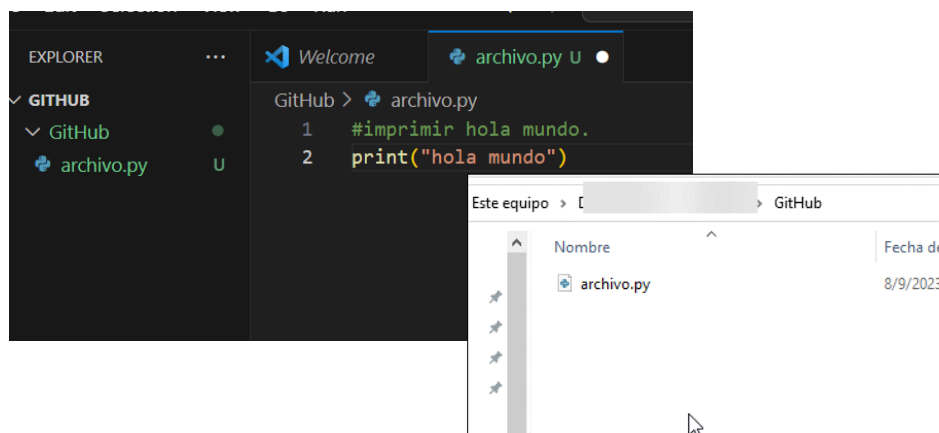 EXPLORER ...
GITHUB
GitHub
archivo.py U
Welcome archivo.py U
GitHub > archivo.py
1 #imprimir hola mundo.
2 print("hola mundo")
Este equipo > > GitHub
Nombre Fecha de
archivo.py 8/9/2023